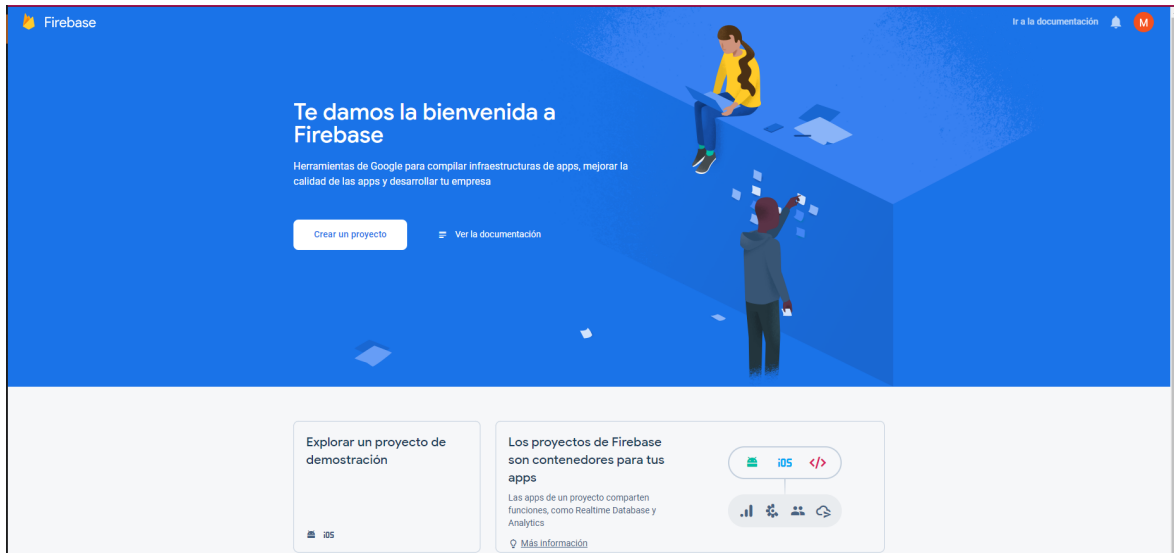 Firebase
Ir a la documentación
M
Te damos la bienvenida a
Firebase
Herramientas de Google para compilar infraestructuras de apps, mejorar la
calidad de las apps y desarrollar tu empresa
Crear un proyecto
Ver la documentación
Explorar un proyecto de
demostración
iOS
Los proyectos de Firebase
son contenedores para tus
apps
Las apps de un proyecto comparten
funciones, como Realtime Database y
Analytics
Más información
iOS </>